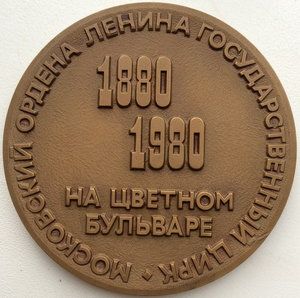 МОСКОВСКИЙ ОРДЕНА ЛЕНИНА ГОСУДАРСТВЕННЫЙ ЦИРК
1880
1980
НА ЦВЕТНОМ
БУЛЬВАРЕ